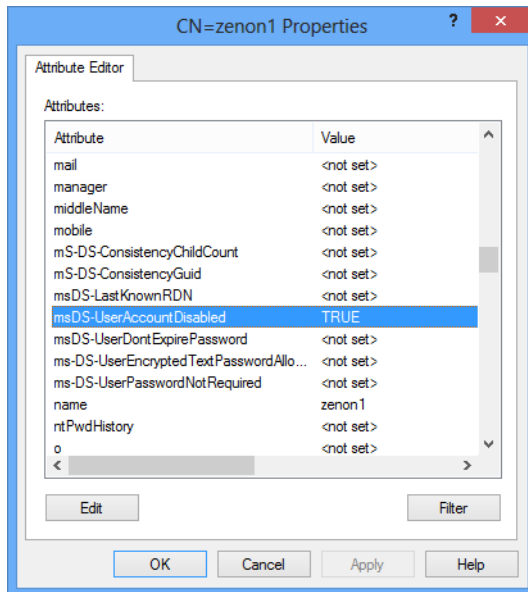 CN=zenon1 Properties ? ×
Attribute Editor
Attributes:
Attribute Value
mail <not set>
manager <not set>
middleName <not set>
mobile <not set>
mS-DS-ConsistencyChildCount <not set>
mS-DS-ConsistencyGuid <not set>
msDS-LastKnownRDN <not set>
msDS-UserAccountDisabled TRUE
msDS-UserDontExpirePassword <not set>
ms-DS-UserEncryptedTextPasswordAllo... <not set>
ms-DS-UserPasswordNotRequired <not set>
name zenon1
ntPwdHistory <not set>
o <not set>
Edit Filter
OK Cancel Apply Help